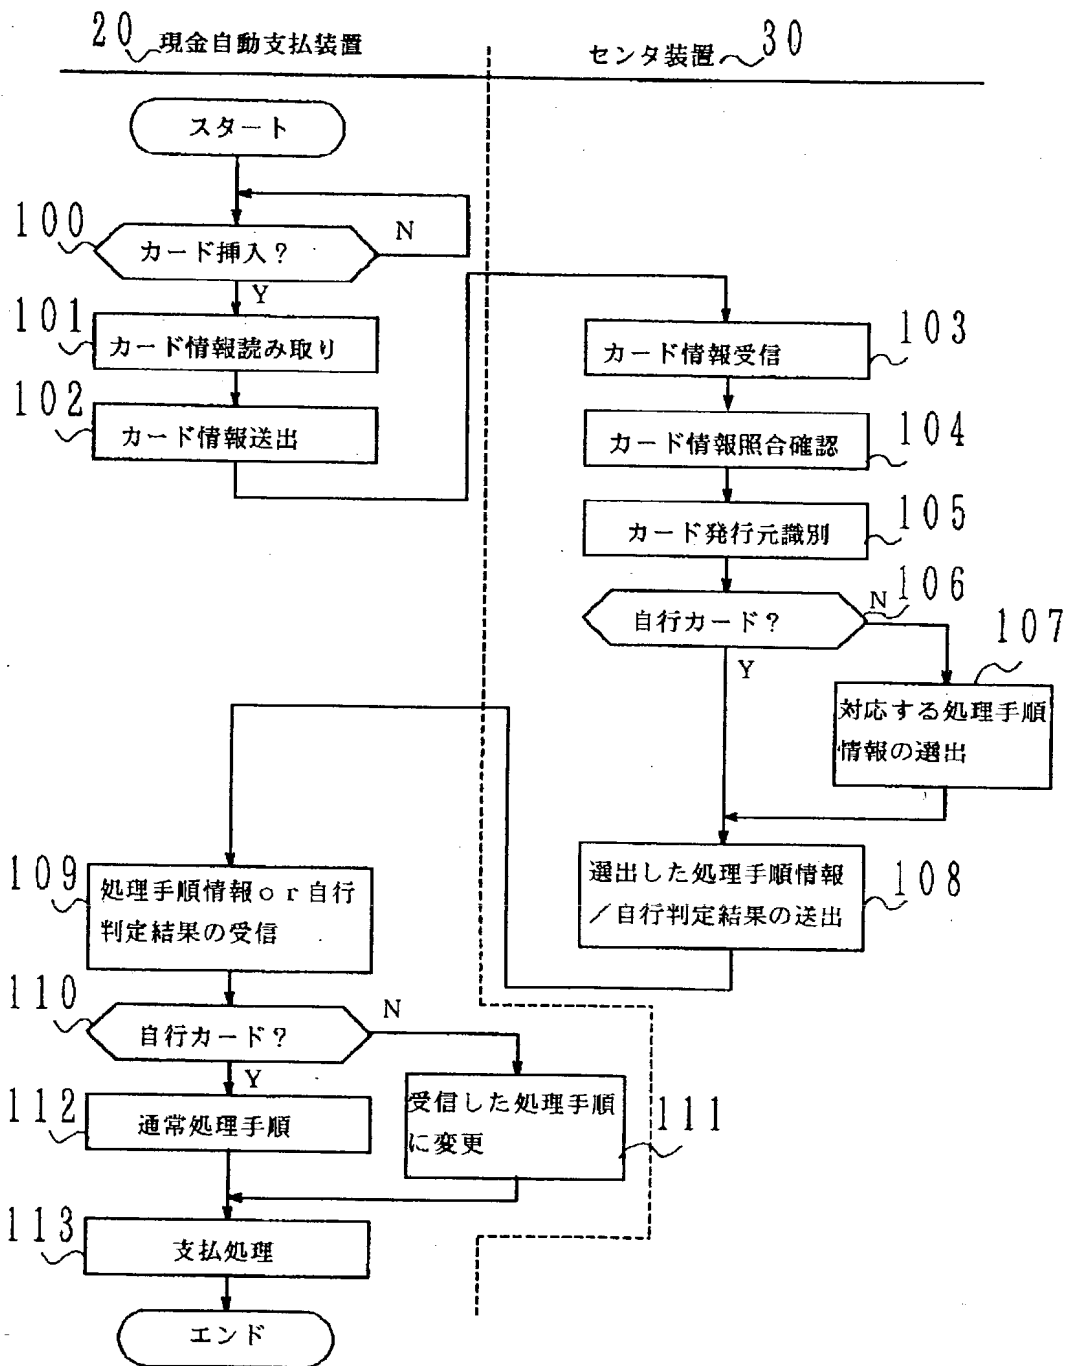 20 現金自動支払装置
センタ装置 30
スタート
100
カード挿入?
N
Y
101
カード情報読み取り
102
カード情報送出
カード情報受信
103
カード情報照合確認
104
カード発行元識別
105
自行カード?
N
106
Y
107
対応する処理手順
情報の選出
選出した処理手順情報
/自行判定結果の送出
108
109
処理手順情報or自行
判定結果の受信
110
自行カード?
N
Y
受信した処理手順
に変更
111
112
通常処理手順
113
支払処理
エンド